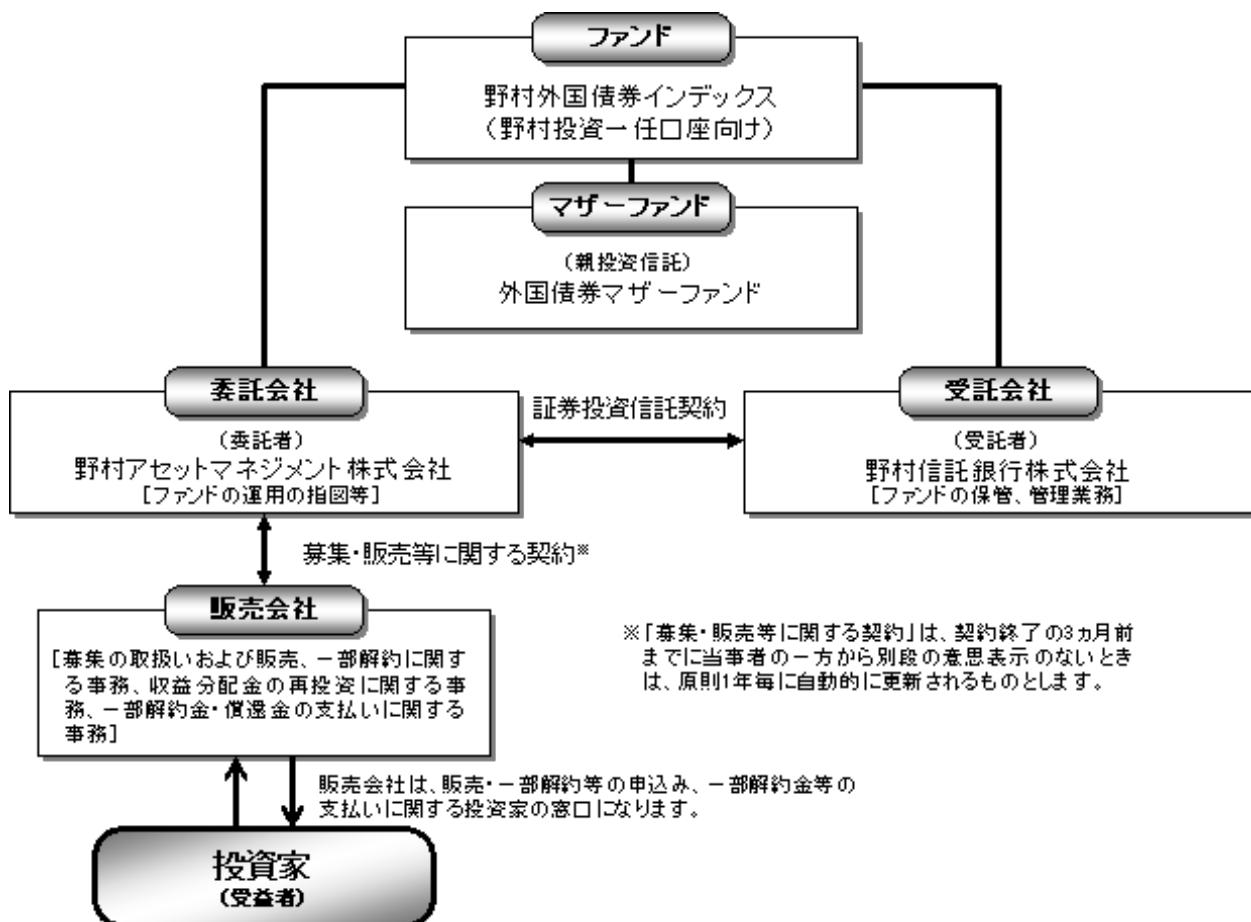 ファンド
野村外国債券インデックス
（野村投資一任口座向け）
マザーファンド
（親投資信託）
外国債券マザーファンド
委託会社
（委託者）
野村アセットマネジメント株式会社
［ファンドの運用の指図等］
証券投資信託契約
受託会社
（受託者）
野村信託銀行株式会社
［ファンドの保管、管理業務］
募集・販売等に関する契約※
販売会社
［募集の取扱いおよび販売、一部解約に関す
る事務、収益分配金の再投資に関する事
務、一部解約金・償還金の支払いに関する
事務］
※「募集・販売等に関する契約」は、契約終了の3ヵ月前
までに当事者の一方から別段の意思表示のないとき
は、原則1年毎に自動的に更新されるものとします。
販売会社は、販売・一部解約等の申込み、一部解約金等の
支払いに関する投資家の窓口になります。
投資家
（受益者）